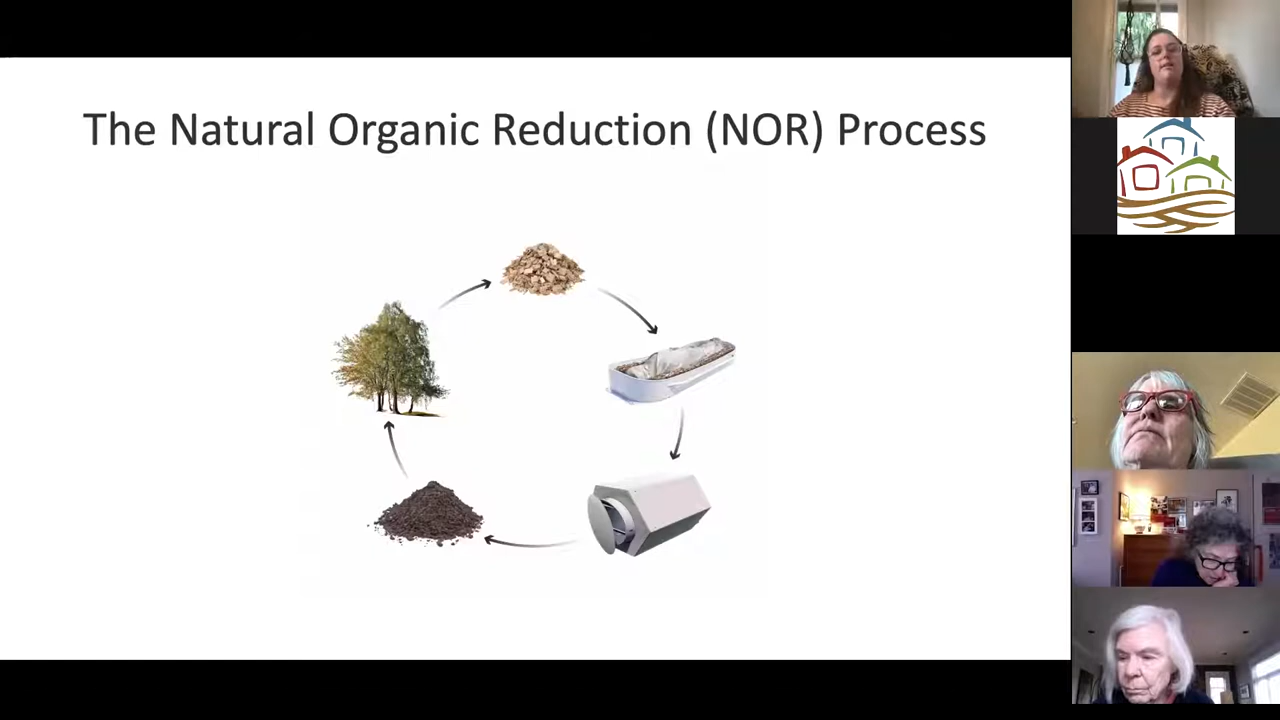 The Natural Organic Reduction (NOR) Process